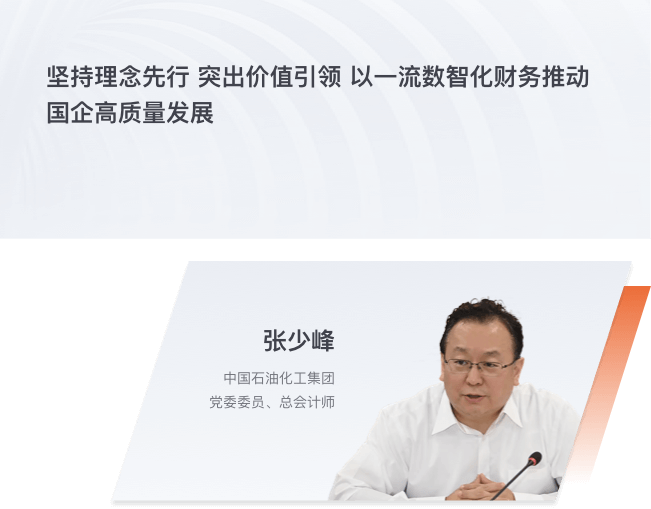 坚持理念先行 突出价值引领 以一流数智化财务推动
国企高质量发展
张少峰
中国石油化工集团
党委委员、总会计师